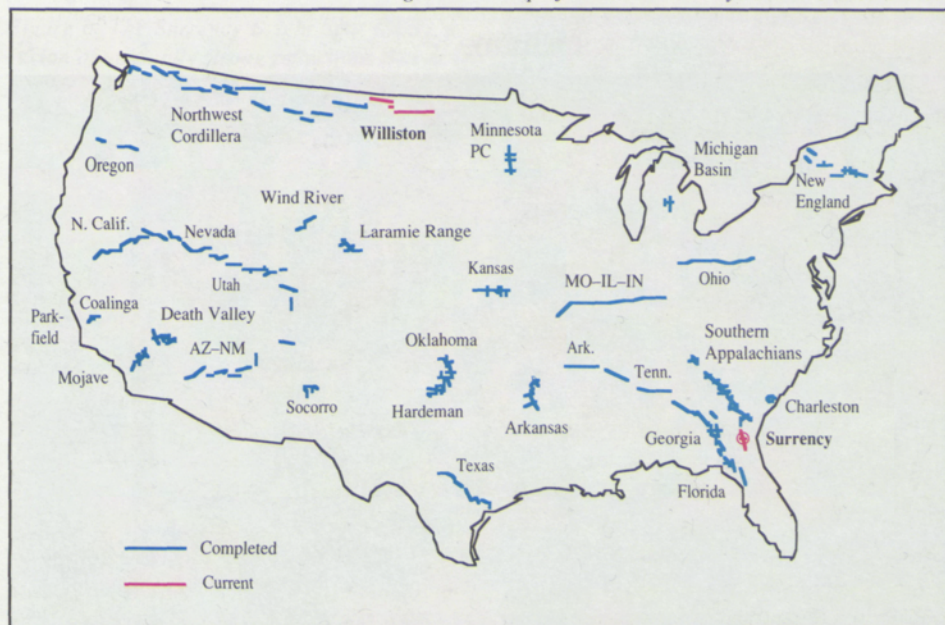 Northwest
Cordillera
Williston
Minnesota
PC
Michigan
Basin
Oregon
New
England
Wind River
N. Calif.
Nevada
Laramie Range
Utah
Kansas
MO–IL–IN
Ohio
Coalinga
Park-
field
Death Valley
Oklahoma
Southern
Appalachians
AZ–NM
Ark.
Tenn.
Mojave
Socorro
Hardeman
Arkansas
Charleston
Georgia
Surrency
Texas
Florida
Completed
Current